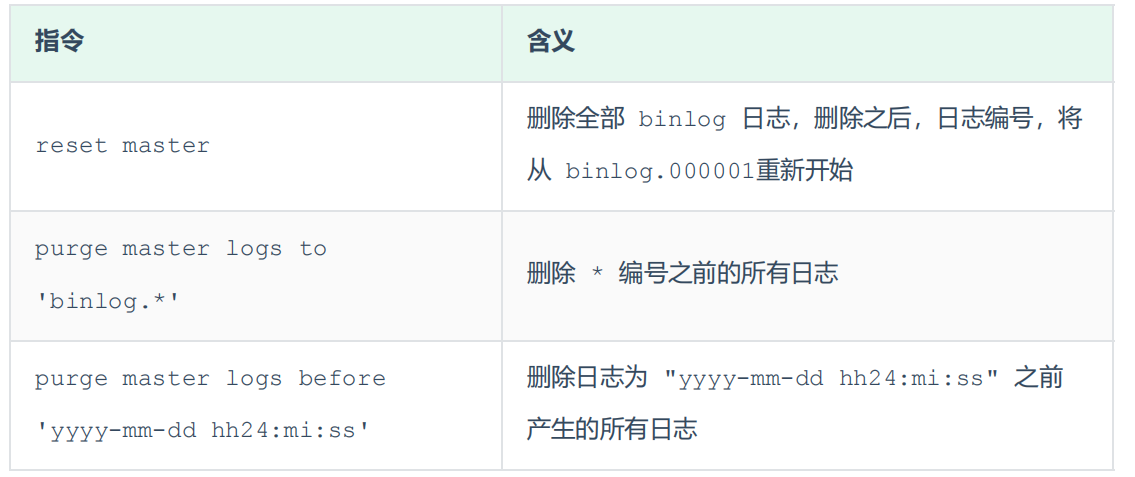 指令
含义
reset master
删除全部 binlog 日志，删除之后，日志编号，将
从 binlog.000001重新开始
purge master logs to
'binlog.*'
删除 * 编号之前的所有日志
purge master logs before
'yyyy-mm-dd hh24:mi:ss'
删除日志为 "yyyy-mm-dd hh24:mi:ss" 之前
产生的所有日志